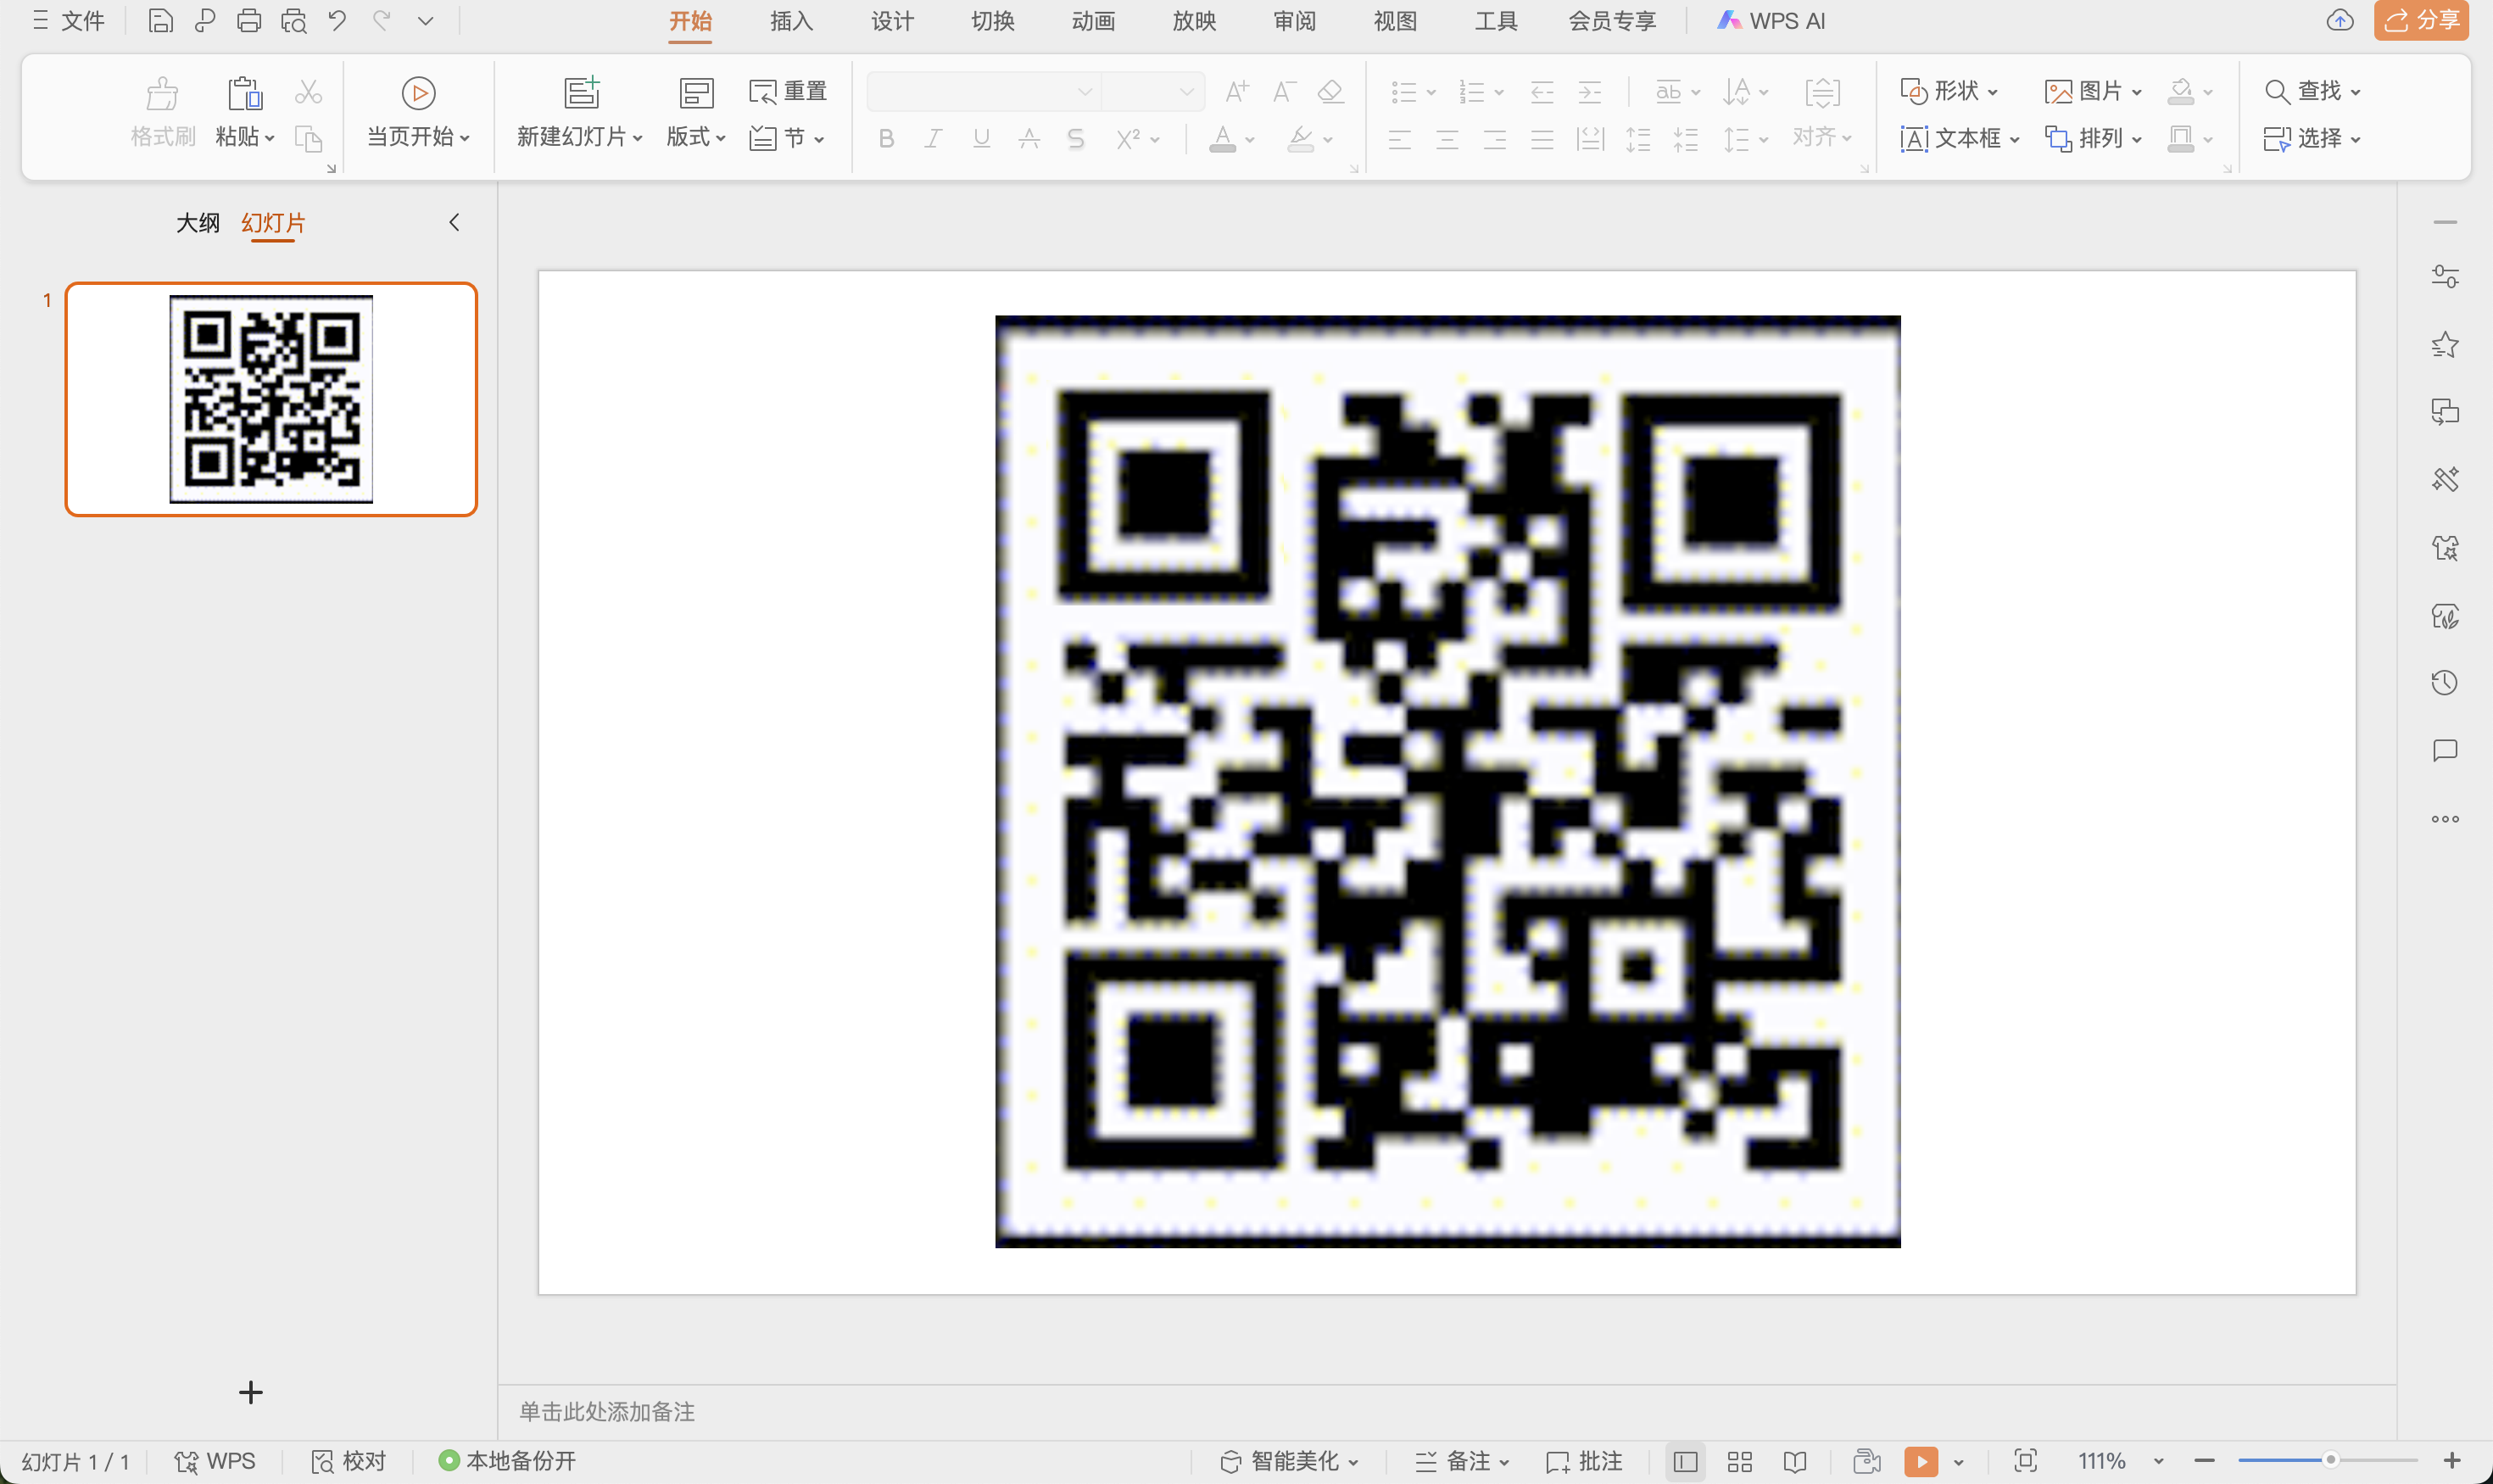 文件 开始 插入 设计 切换 动画 放映 审阅 视图 工具 会员专享 WPS AI 分享
格式刷 粘贴 当页开始 新建幻灯片 版式 重置 节 形状 图片 查找
B I U A S X² A 对齐 文本框 排列 选择
大纲 幻灯片
1
单击此处添加备注
幻灯片 1 / 1 WPS 校对 本地备份开 智能美化 备注 批注 111%